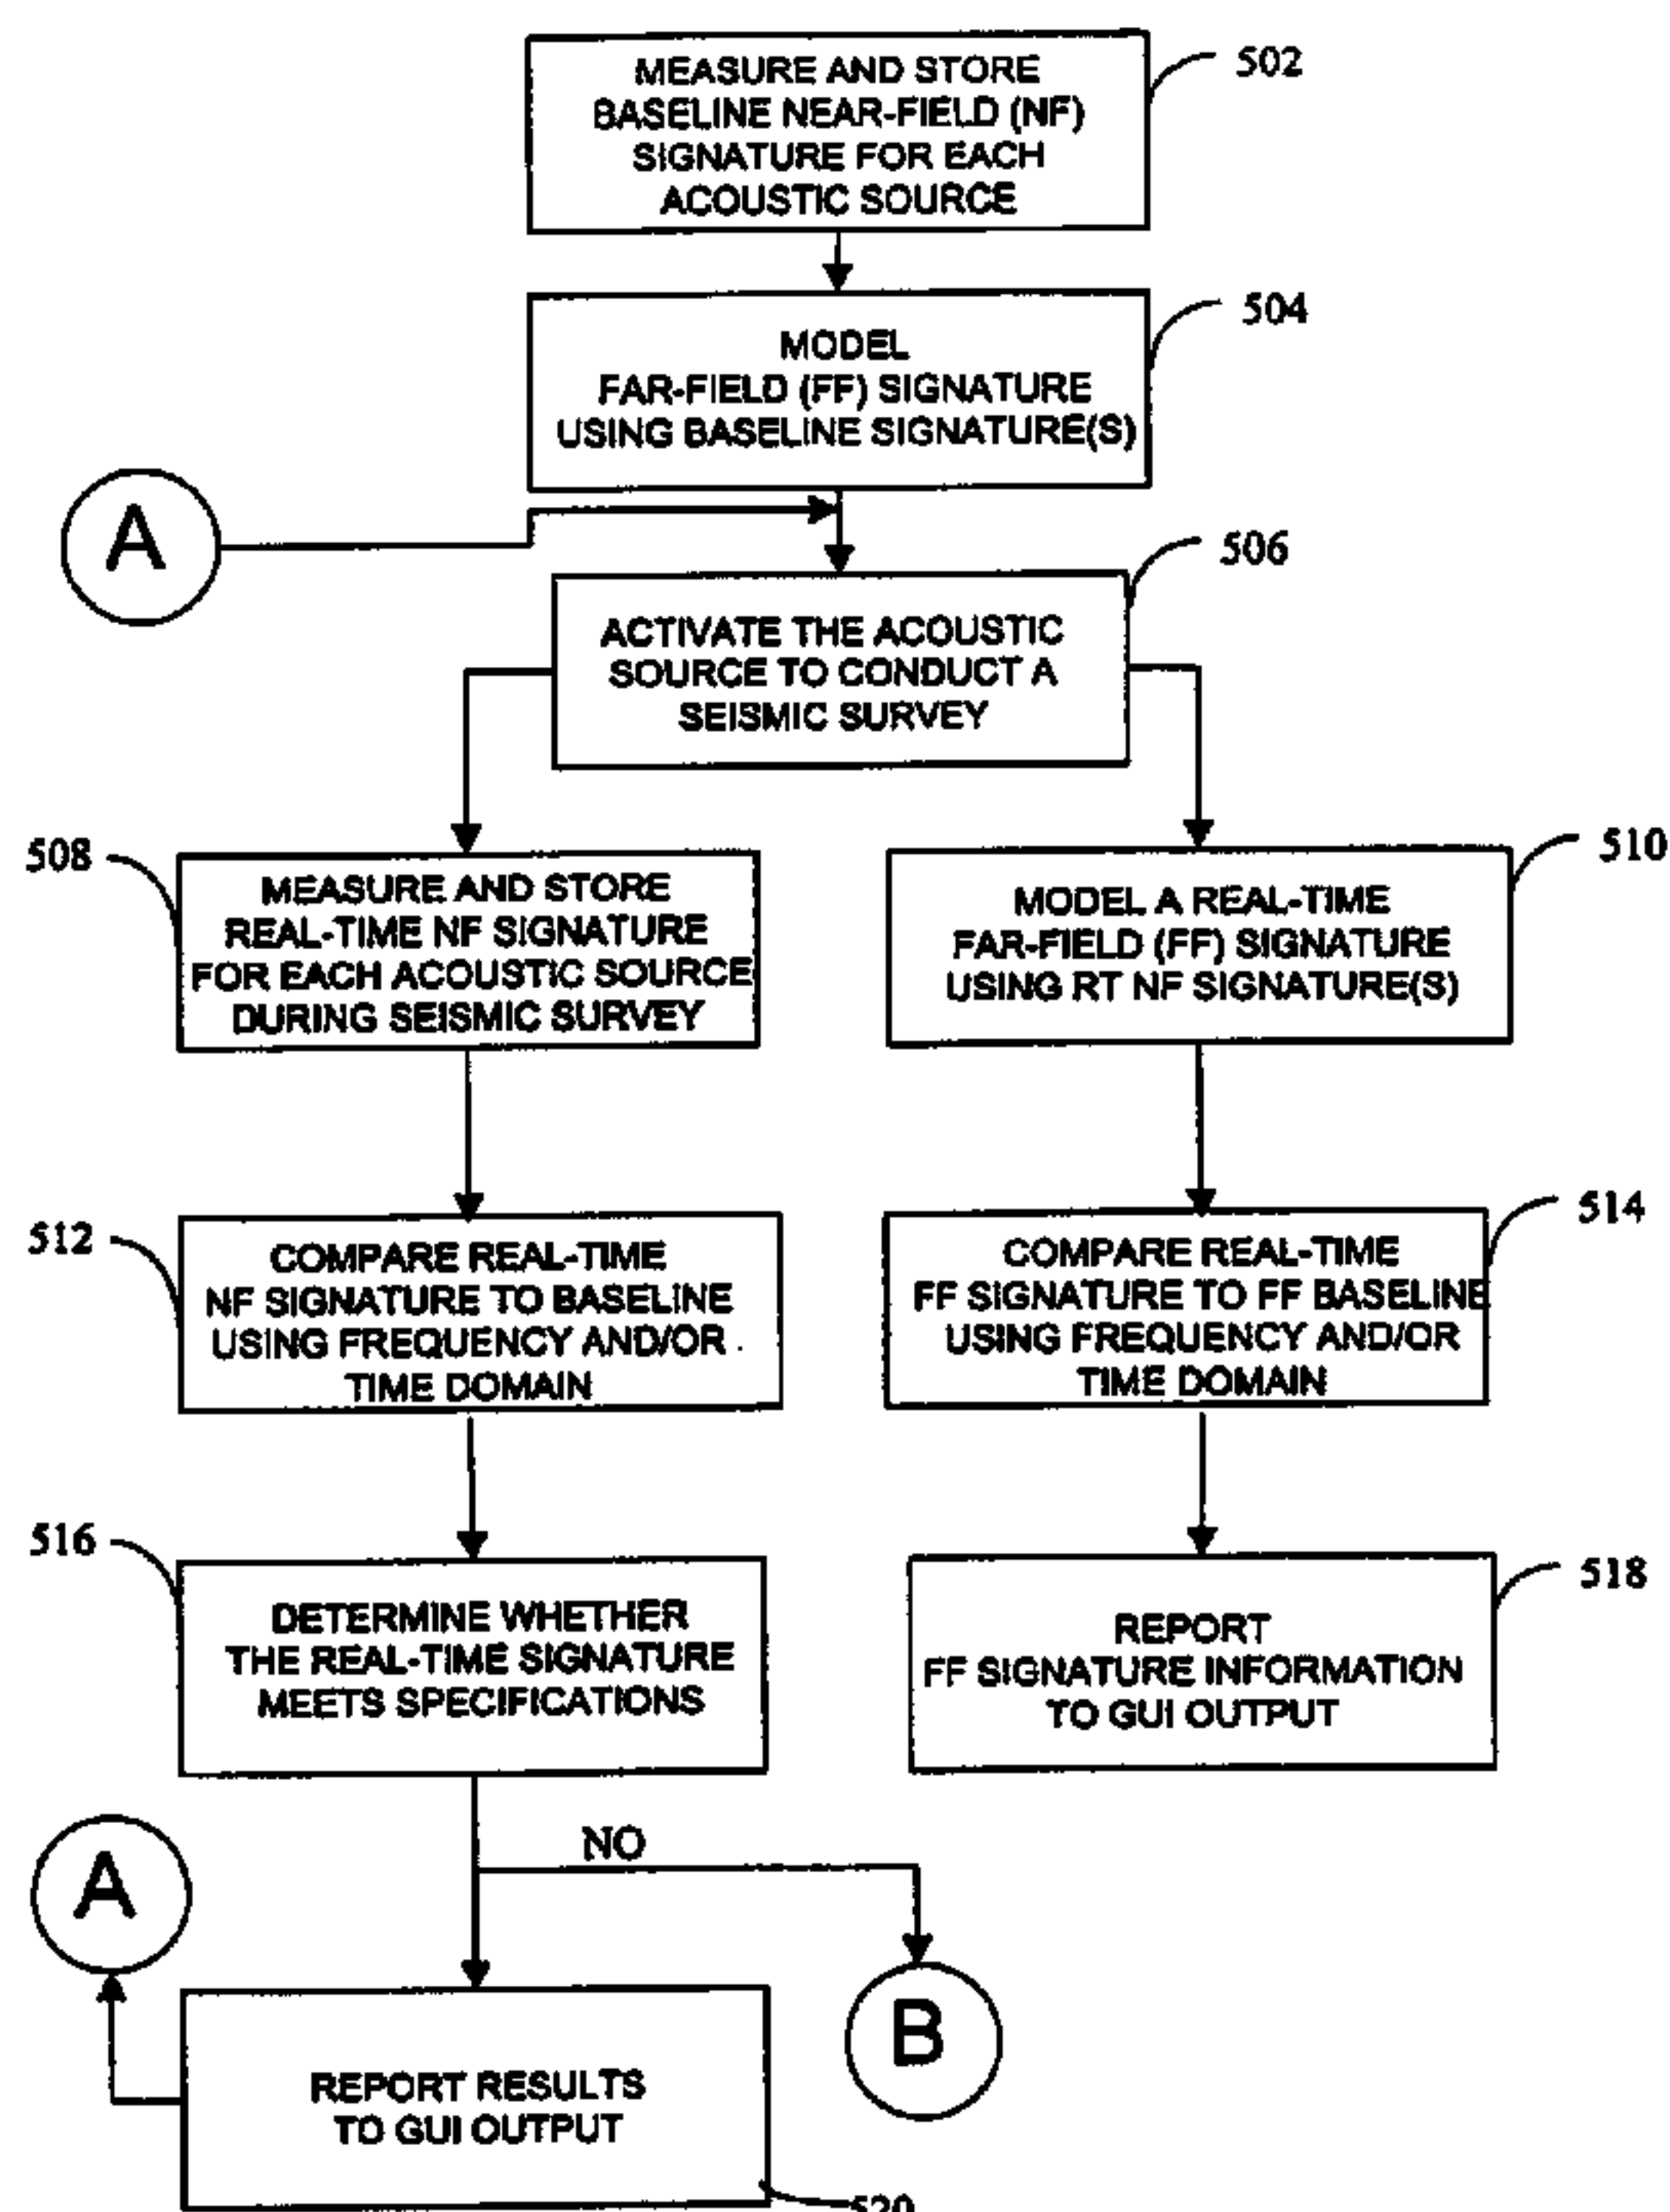 MEASURE AND STORE
BASELINE NEAR-FIELD (NF)
SIGNATURE FOR EACH
ACOUSTIC SOURCE
502
MODEL
FAR-FIELD (FF) SIGNATURE
USING BASELINE SIGNATURE(S)
504
A
ACTIVATE THE ACOUSTIC
SOURCE TO CONDUCT A
SEISMIC SURVEY
506
508
MEASURE AND STORE
REAL-TIME NF SIGNATURE
FOR EACH ACOUSTIC SOURCE
DURING SEISMIC SURVEY
MODEL A REAL-TIME
FAR-FIELD (FF) SIGNATURE
USING RT NF SIGNATURE(S)
510
512
COMPARE REAL-TIME
NF SIGNATURE TO BASELINE
USING FREQUENCY AND/OR
TIME DOMAIN
COMPARE REAL-TIME
FF SIGNATURE TO FF BASELINE
USING FREQUENCY AND/OR
TIME DOMAIN
514
516
DETERMINE WHETHER
THE REAL-TIME SIGNATURE
MEETS SPECIFICATIONS
REPORT
FF SIGNATURE INFORMATION
TO GUI OUTPUT
518
NO
A
B
REPORT RESULTS
TO GUI OUTPUT
520